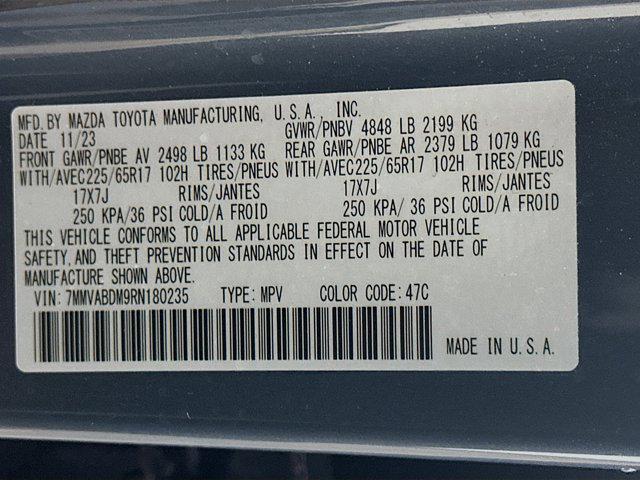 MFD. BY MAZDA TOYOTA MANUFACTURING, U.S.A., INC.
DATE 11/23 GVWR/PNBV 4848 LB 2199 KG
FRONT GAWR/PNBE AV 2498 LB 1133 KG REAR GAWR/PNBE AR 2379 LB 1079 KG
WITH/AVEC225/65R17 102H TIRES/PNEUS WITH/AVEC225/65R17 102H TIRES/PNEUS
17X7J RIMS/JANTES 17X7J RIMS/JANTES
250 KPA/36 PSI COLD/A FROID 250 KPA/ 36 PSI COLD/A FROID
THIS VEHICLE CONFORMS TO ALL APPLICABLE FEDERAL MOTOR VEHICLE
SAFETY, AND THEFT PREVENTION STANDARDS IN EFFECT ON THE DATE OF
MANUFACTURE SHOWN ABOVE.
VIN: 7MMVABDM9RN180235 TYPE: MPV COLOR CODE: 47C
MADE IN U.S.A.